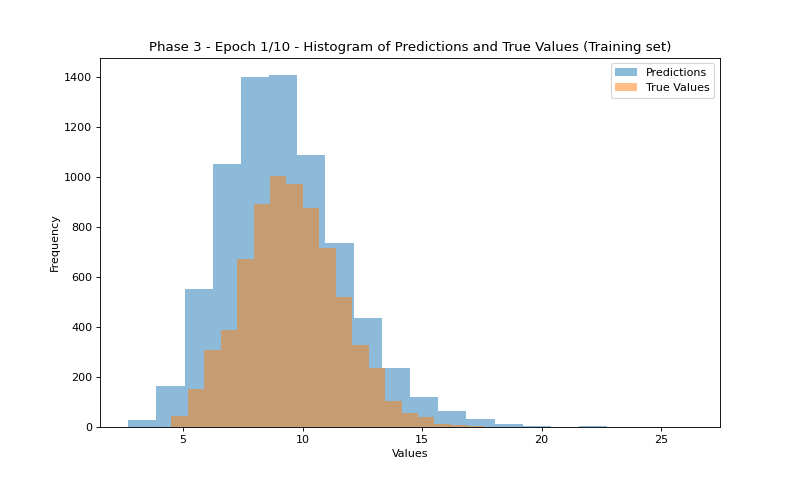 Phase 3 - Epoch 1/10 - Histogram of Predictions and True Values (Training set)
Predictions
True Values
Frequency
1400
1200
1000
800
600
400
200
0
5
10
15
20
25
Values